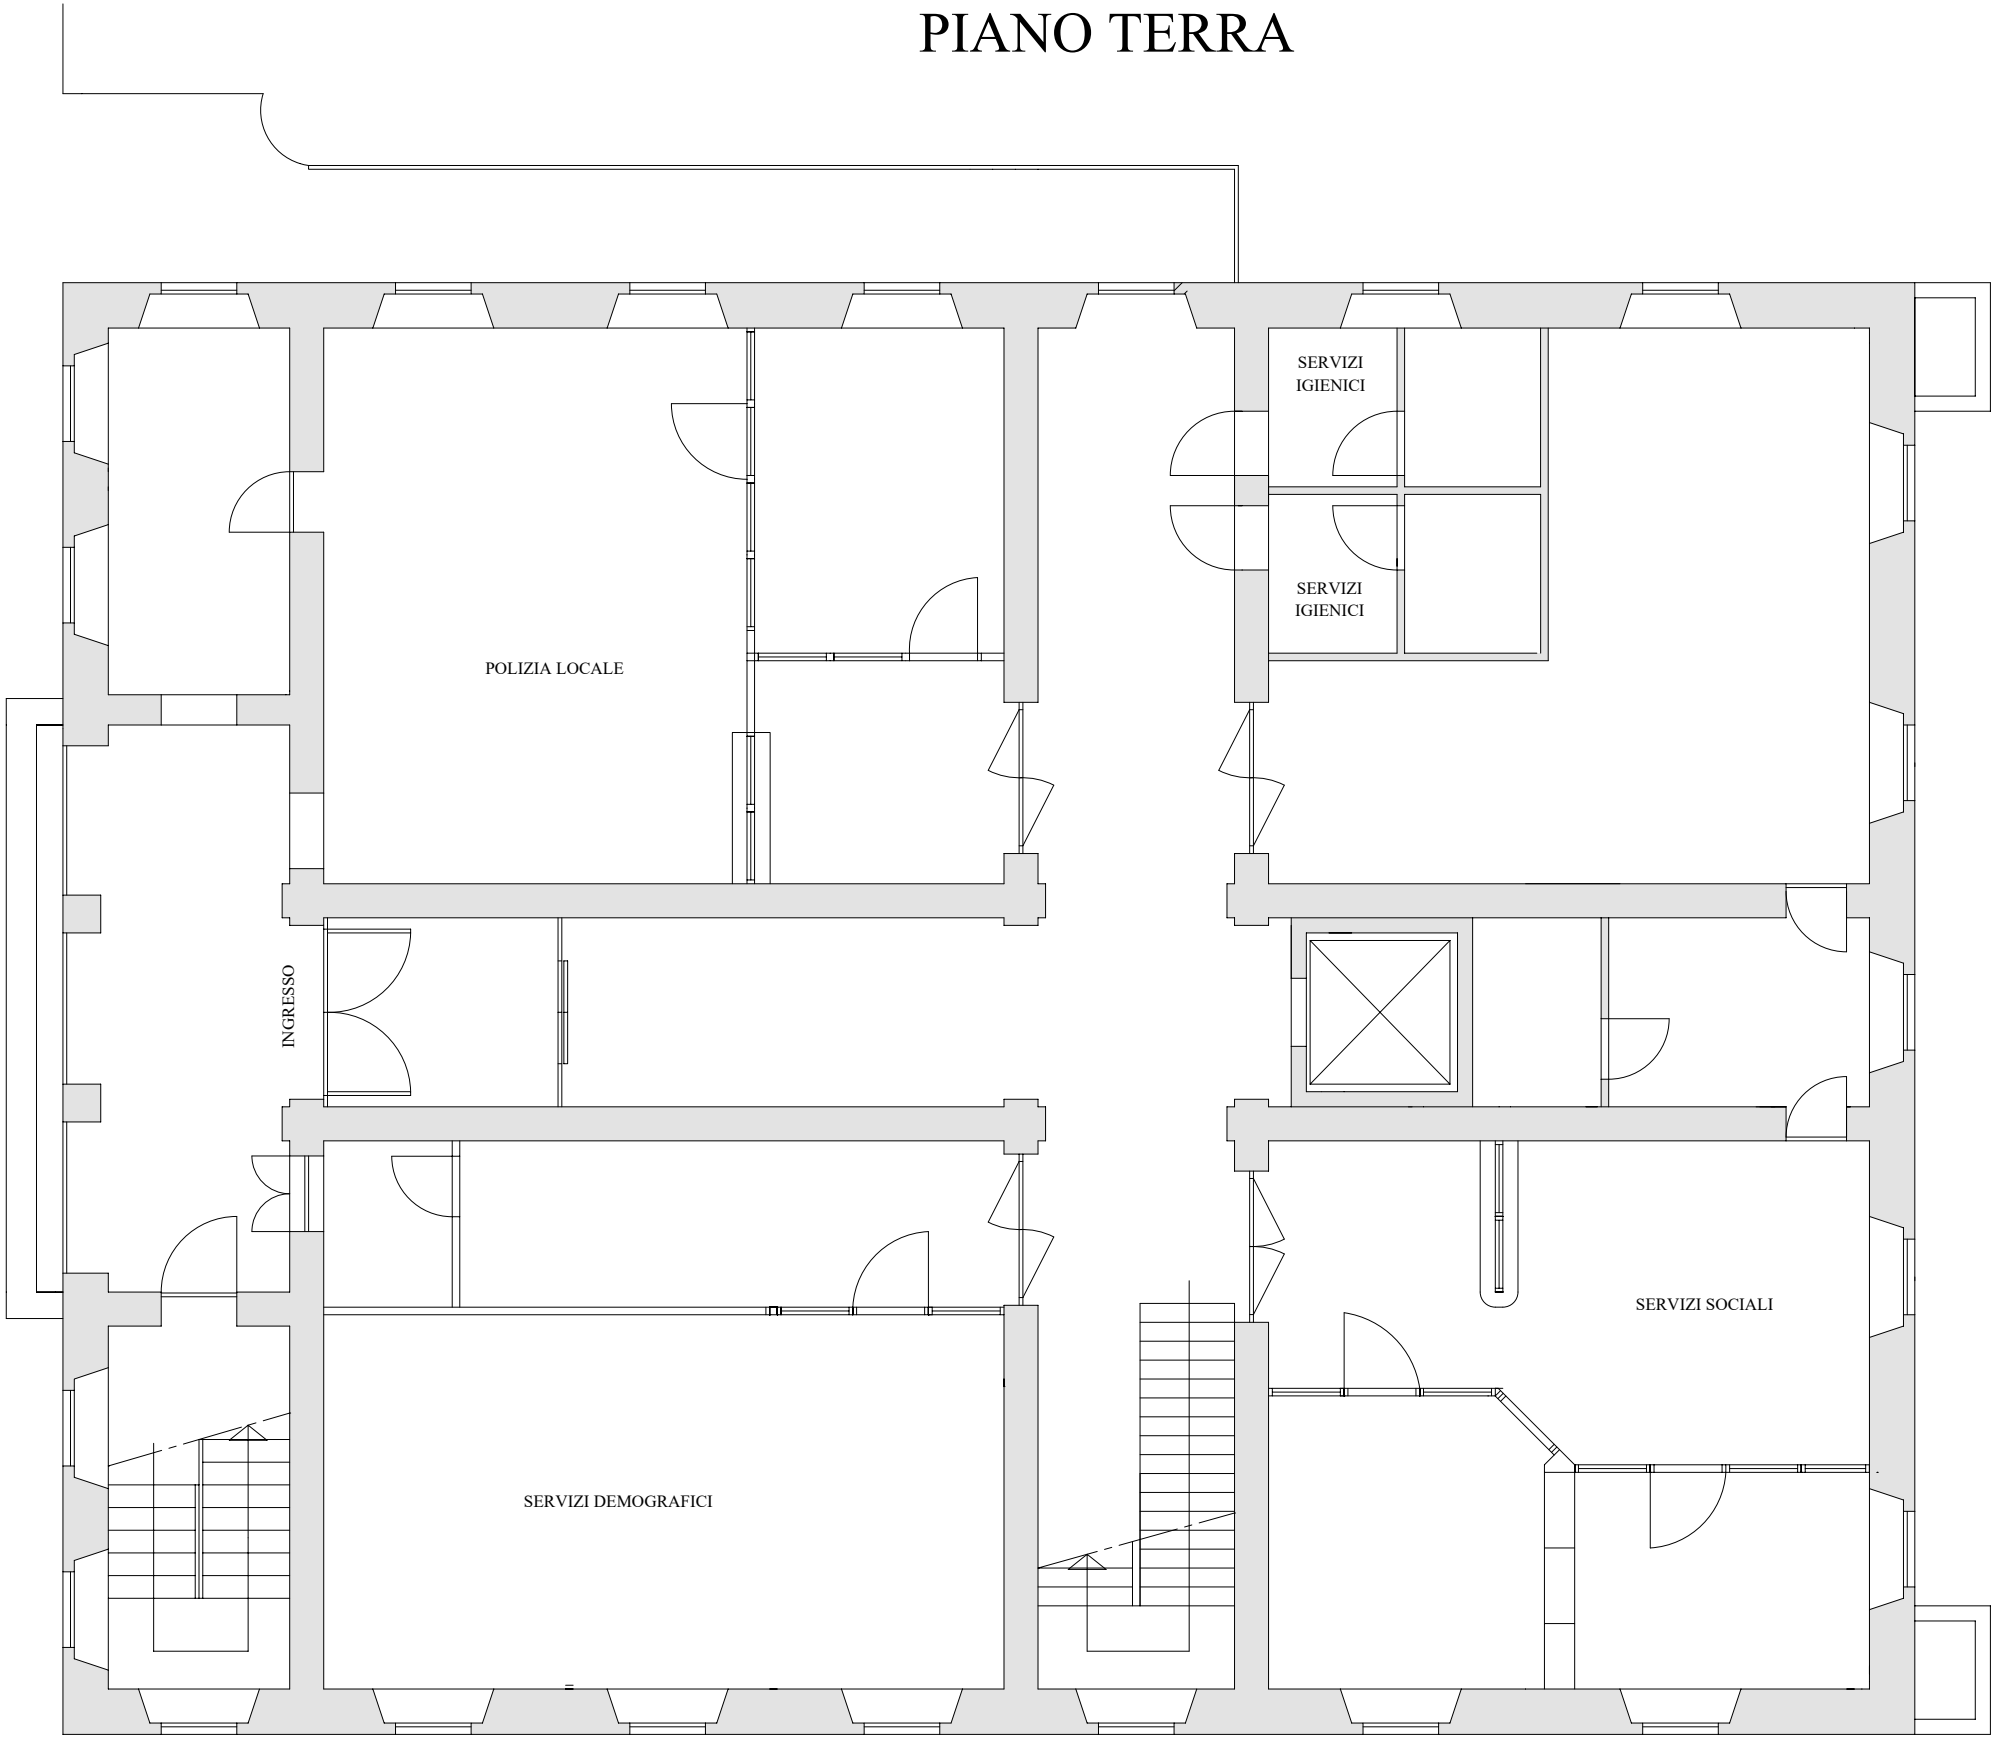 PIANO TERRA
SERVIZI
IGIENICI
SERVIZI
IGIENICI
POLIZIA LOCALE
INGRESSO
SERVIZI SOCIALI
SERVIZI DEMOGRAFICI